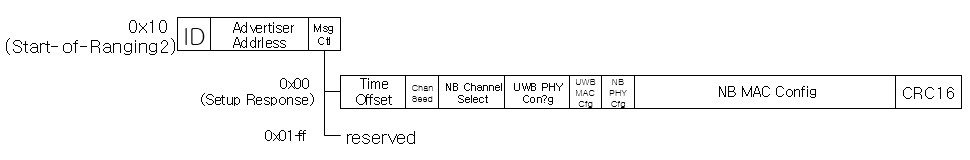 0x10
(Start-of-Ranging2)
ID
Advertiser
Addrless
Msg
Ctl
0x00
(Setup Response)
Time
Offset
Chan
Seed
NB Channel
Select
UWB PHY
Con?g
UWB
MAC
Cfg
NB
PHY
Cfg
NB MAC Config
CRC16
0x01-ff
reserved